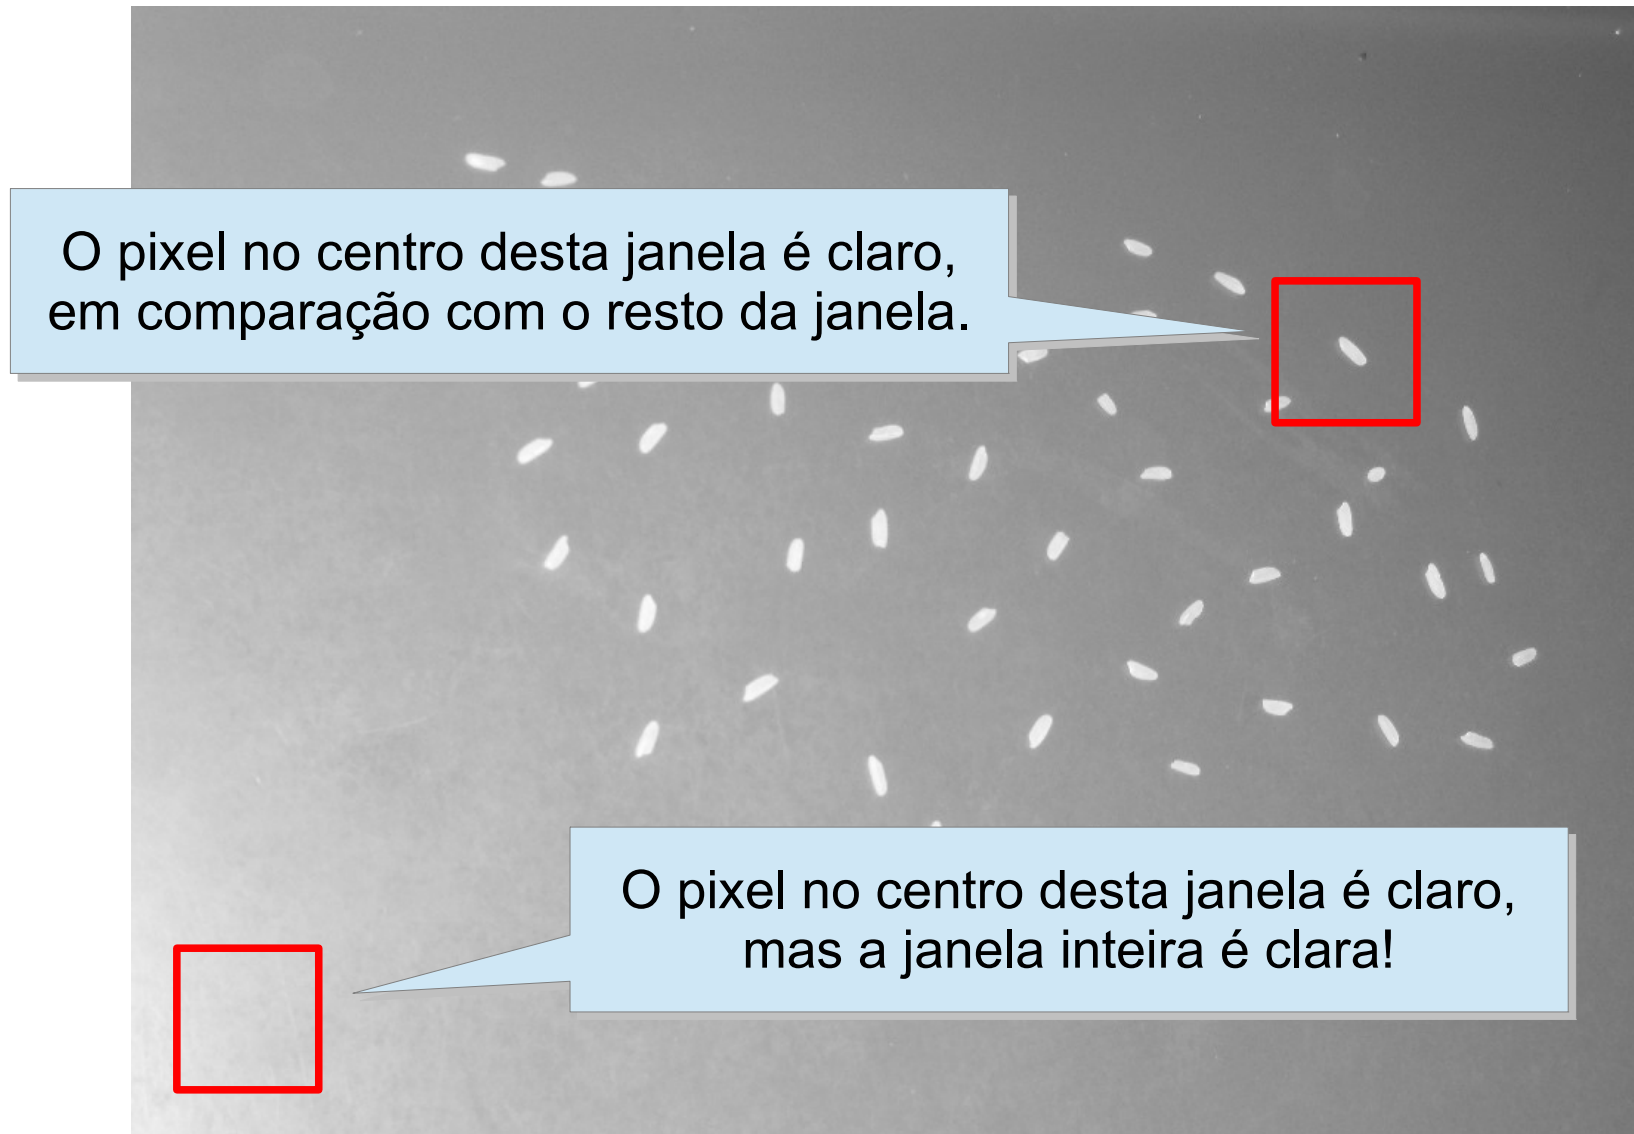 O pixel no centro desta janela é claro,
em comparação com o resto da janela.
O pixel no centro desta janela é claro,
mas a janela inteira é clara!